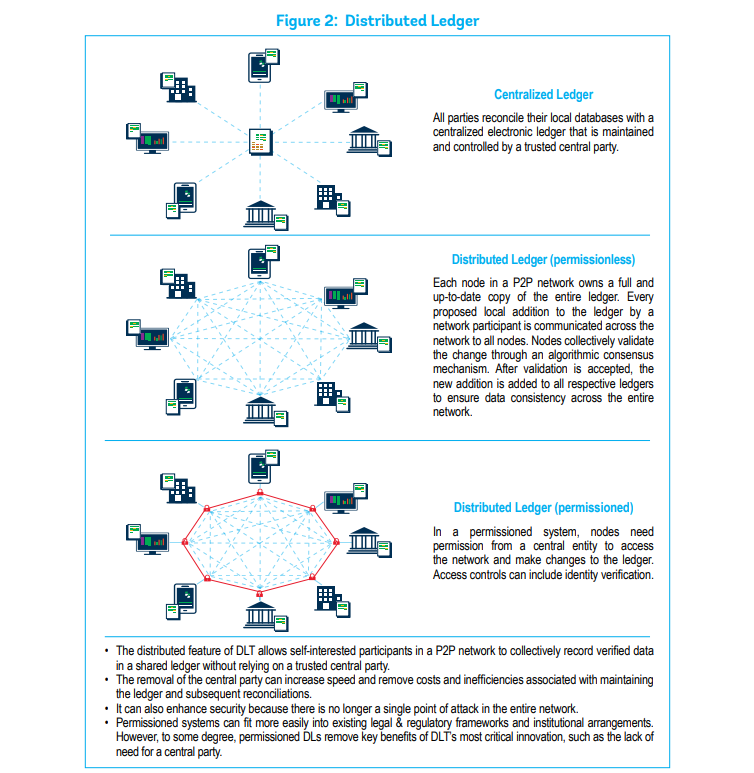 Figure 2: Distributed Ledger
Centralized Ledger
All parties reconcile their local databases with a
centralized electronic ledger that is maintained
and controlled by a trusted central party.
Distributed Ledger (permissionless)
Each node in a P2P network owns a full and
up-to-date copy of the entire ledger. Every
proposed local addition to the ledger by a
network participant is communicated across the
network to all nodes. Nodes collectively validate
the change through an algorithmic consensus
mechanism. After validation is accepted, the
new addition is added to all respective ledgers
to ensure data consistency across the entire
network.
Distributed Ledger (permissioned)
In a permissioned system, nodes need
permission from a central entity to access
the network and make changes to the ledger.
Access controls can include identity verification.
• The distributed feature of DLT allows self-interested participants in a P2P network to collectively record verified data
in a shared ledger without relying on a trusted central party.
• The removal of the central party can increase speed and remove costs and inefficiencies associated with maintaining
the ledger and subsequent reconciliations.
• It can also enhance security because there is no longer a single point of attack in the entire network.
• Permissioned systems can fit more easily into existing legal & regulatory frameworks and institutional arrangements.
However, to some degree, permissioned DLs remove key benefits of DLT's most critical innovation, such as the lack of
need for a central party.